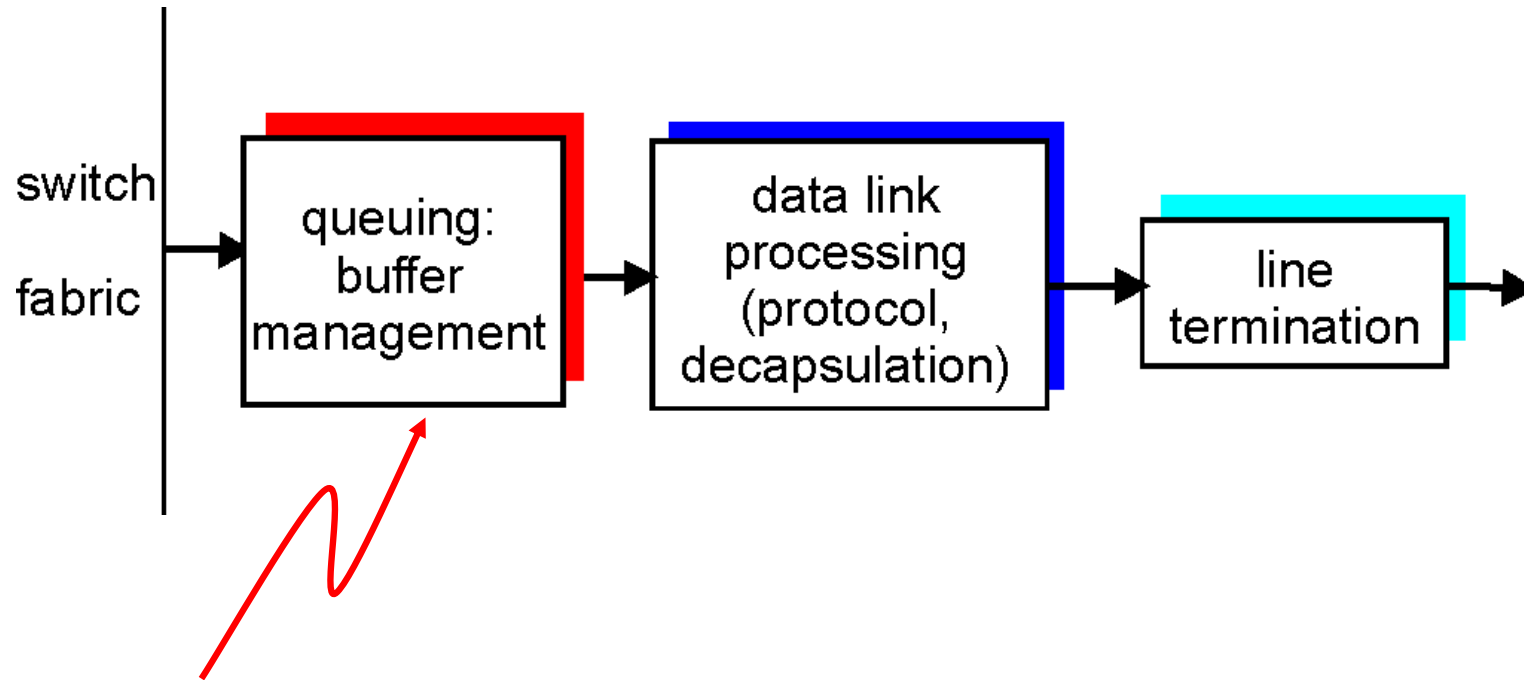 switch
fabric
queuing:
buffer
management
data link
processing
(protocol,
decapsulation)
line
termination